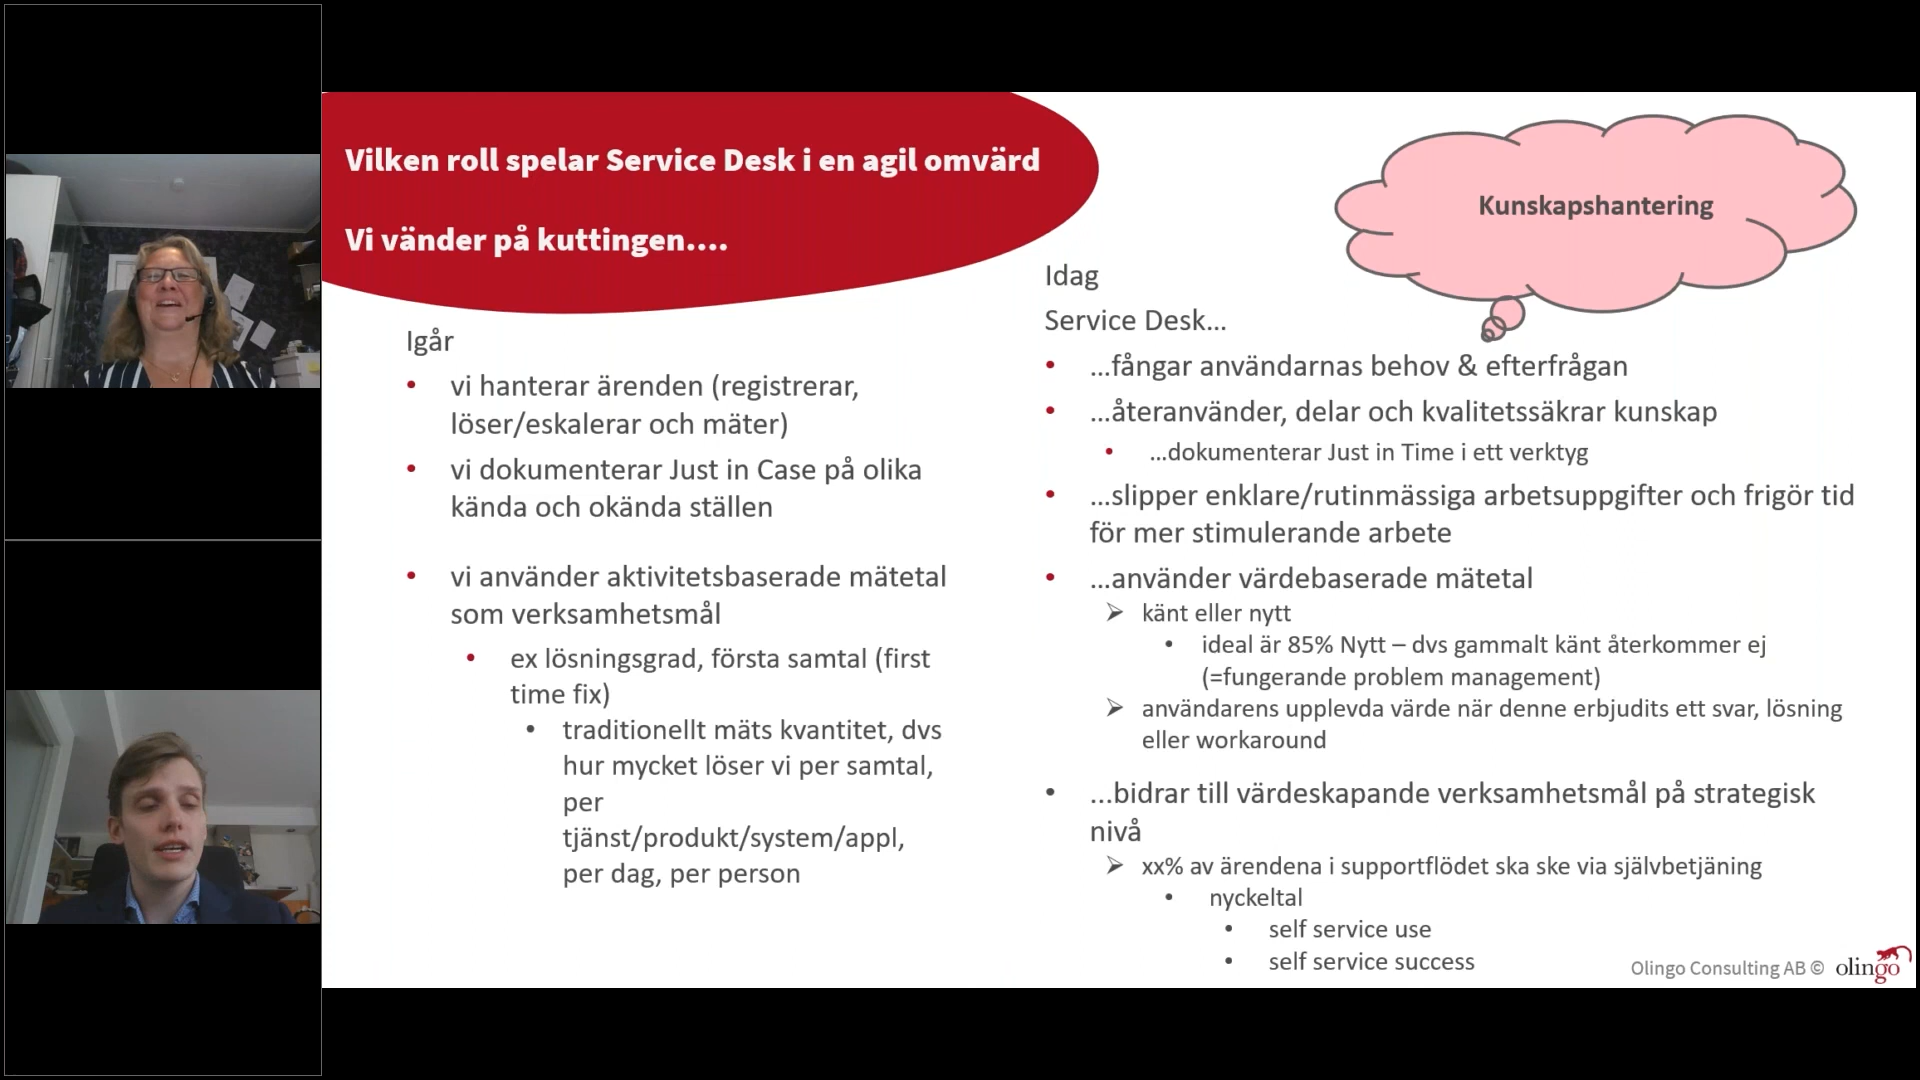 Vilken roll spelar Service Desk i en agil omvärd
Vi vänder på kuttingen....
Kunskapshantering
Igår
• vi hanterar ärenden (registrerar,
löser/eskalerar och mäter)
• vi dokumenterar Just in Case på olika
kända och okända ställen
• vi använder aktivitetsbaserade mätetal
som verksamhetsmål
• ex lösningsgrad, första samtal (first
time fix)
• traditionellt mäts kvantitet, dvs
hur mycket löser vi per samtal,
per
tjänst/produkt/system/appl,
per dag, per person
Idag
Service Desk…
• …fångar användarnas behov & efterfrågan
• …återanvänder, delar och kvalitetssäkrar kunskap
• …dokumenterar Just in Time i ett verktyg
• …slipper enklare/rutinmässiga arbetsuppgifter och frigör tid
för mer stimulerande arbete
• …använder värdebaserade mätetal
➢ känt eller nytt
• ideal är 85% Nytt – dvs gammalt känt återkommer ej
(=fungerande problem management)
➢ användarens upplevda värde när denne erbjudits ett svar, lösning
eller workaround
• …bidrar till värdeskapande verksamhetsmål på strategisk
nivå
➢ xx% av ärendena i supportflödet ska ske via självbetjäning
• nyckeltal
• self service use
• self service success
Olingo Consulting AB © olingo